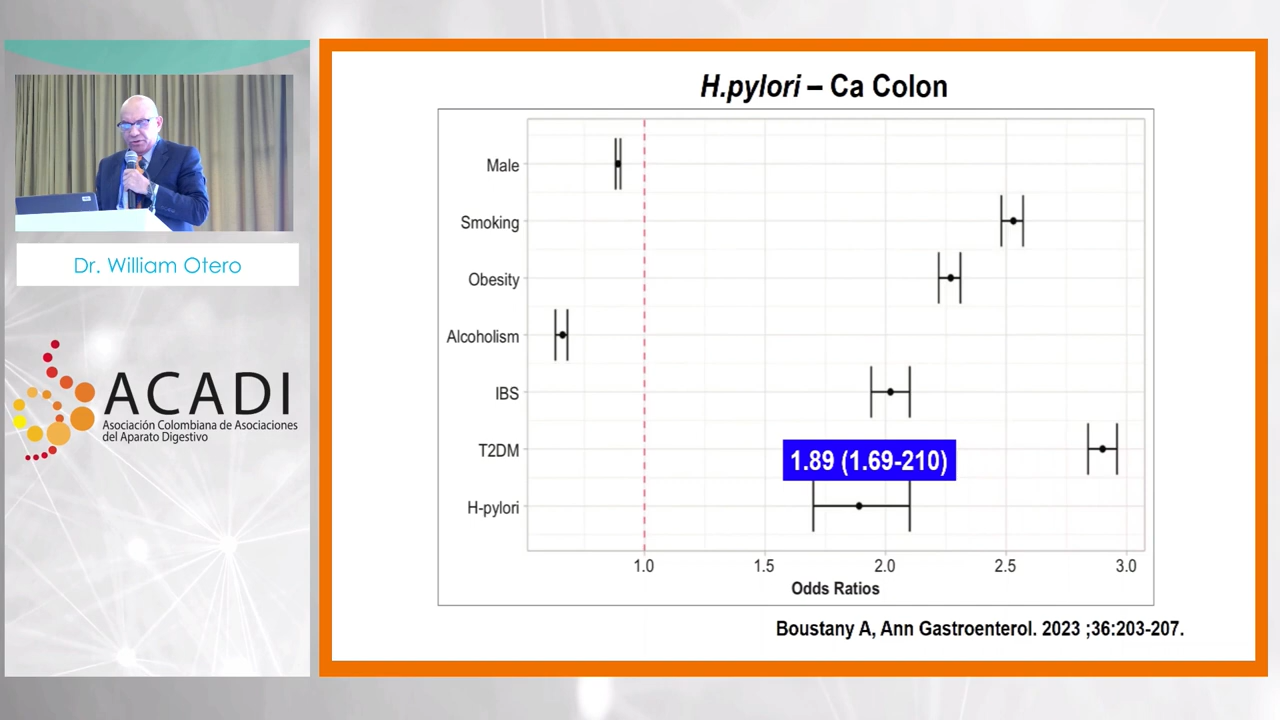 Dr. William Otero
ACADI
Asociación Colombiana de Asociaciones
del Aparato Digestivo
H.pylori – Ca Colon
Male
Smoking
Obesity
Alcoholism
IBS
T2DM
1.89 (1.69-210)
H-pylori
1.0 1.5 2.0 2.5 3.0
Odds Ratios
Boustany A, Ann Gastroenterol. 2023 ;36:203-207.